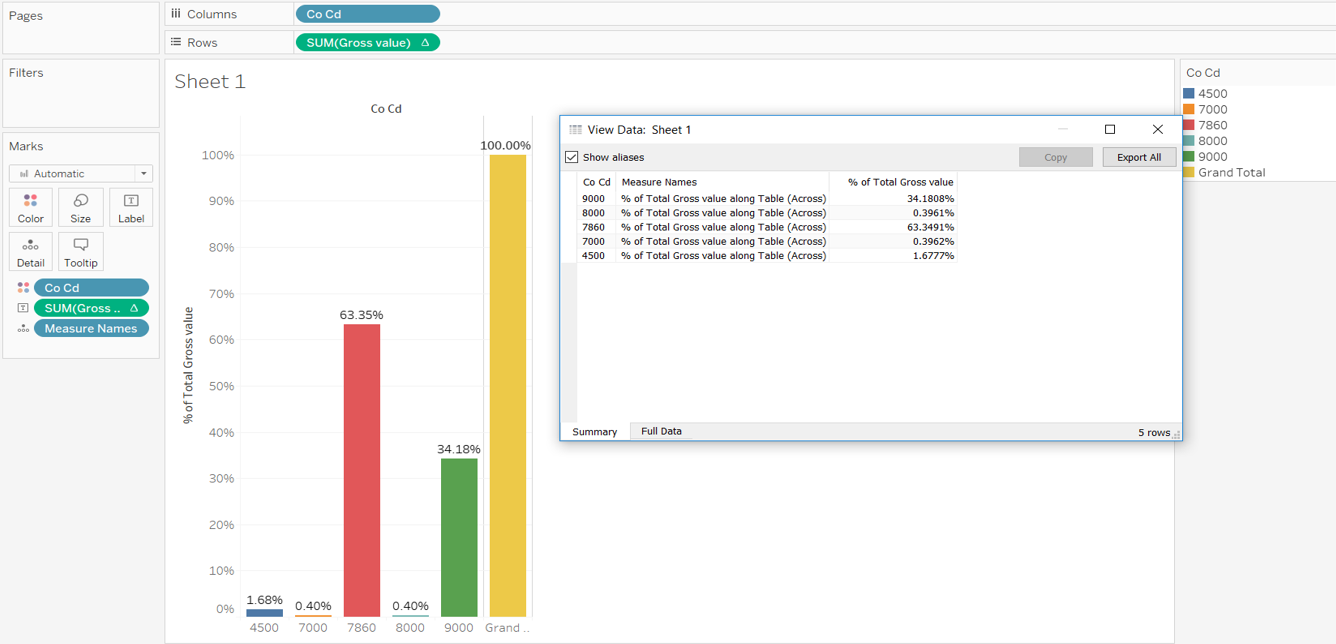 Pages
Columns
Co Cd
Rows
SUM(Gross value) Δ
Filters
Marks
Automatic
Color
Size
Label
Detail
Tooltip
Co Cd
SUM(Gross .. Δ
Measure Names
Sheet 1
Co Cd
% of Total Gross value
100%
90%
80%
70%
60%
50%
40%
30%
20%
10%
0%
1.68%
0.40%
63.35%
0.40%
34.18%
100.00%
4500
7000
7860
8000
9000
Grand ..
View Data: Sheet 1
Show aliases
Copy
Export All
Co Cd Measure Names % of Total Gross value
9000 % of Total Gross value along Table (Across) 34.1808%
8000 % of Total Gross value along Table (Across) 0.3961%
7860 % of Total Gross value along Table (Across) 63.3491%
7000 % of Total Gross value along Table (Across) 0.3962%
4500 % of Total Gross value along Table (Across) 1.6777%
Summary
Full Data
5 rows
Co Cd
4500
7000
7860
8000
9000
Grand Total